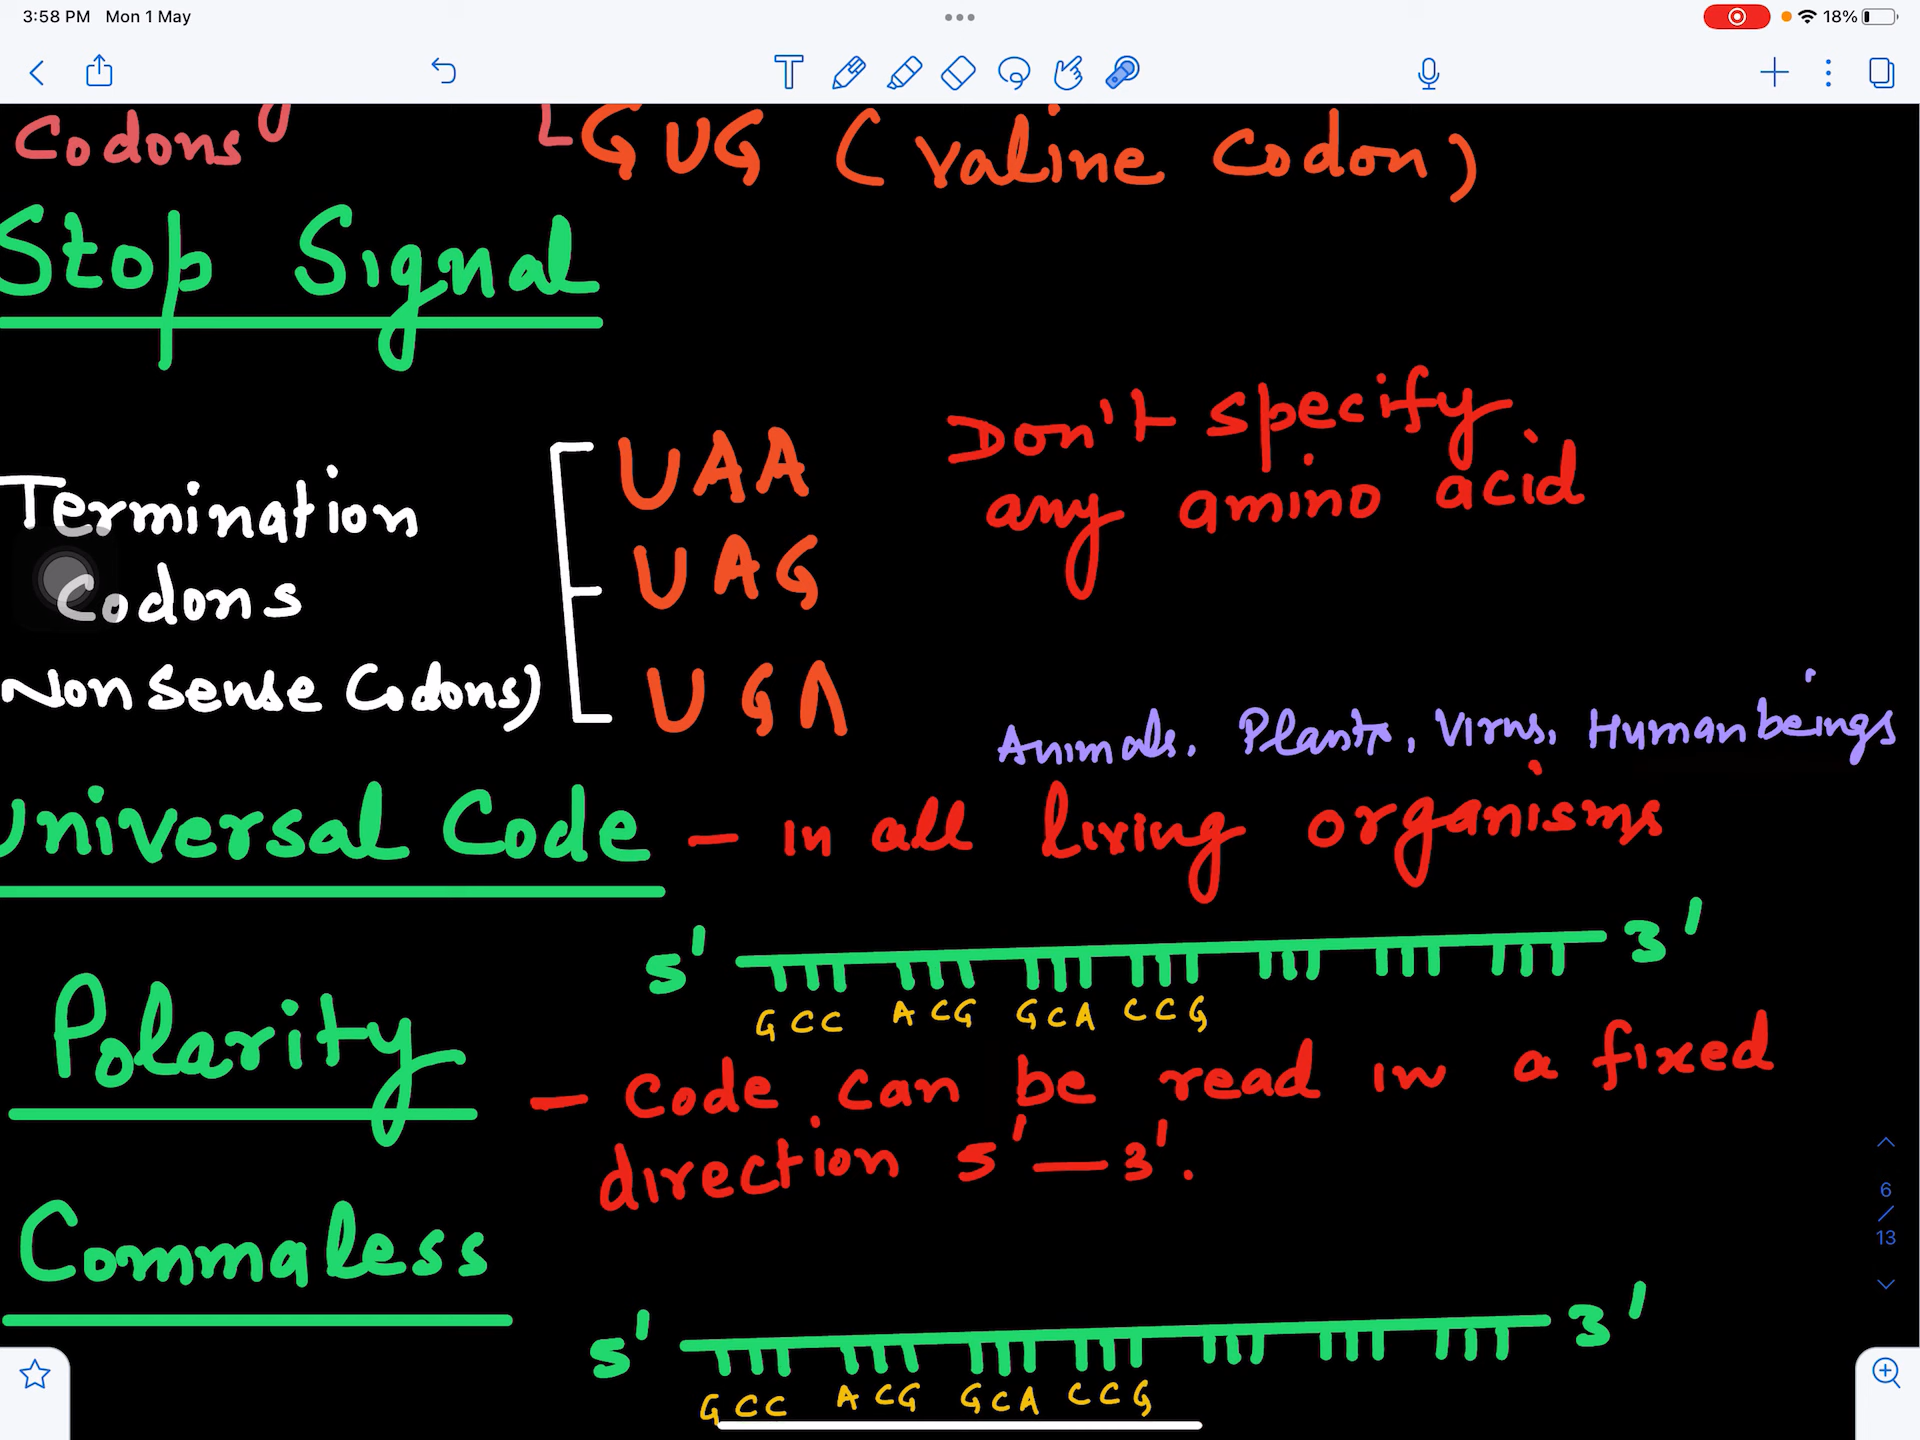 3:58 PM Mon 1 May
18%
Codons
GUG (Valine Codon)
Stop Signal
Don't specify
any amino acid
UAA
Termination
UAG
Codons
(Non Sense Codons)
UGA
Animals, Plants, Virus, Human beings
Universal Code - in all living organisms
5' 3'
GCC ACG GCA CCG
Polarity
- Code can be read in a fixed
direction 5'—3'.
6
/
13
Commaless
5' 3'
GCC ACG GCA CCG